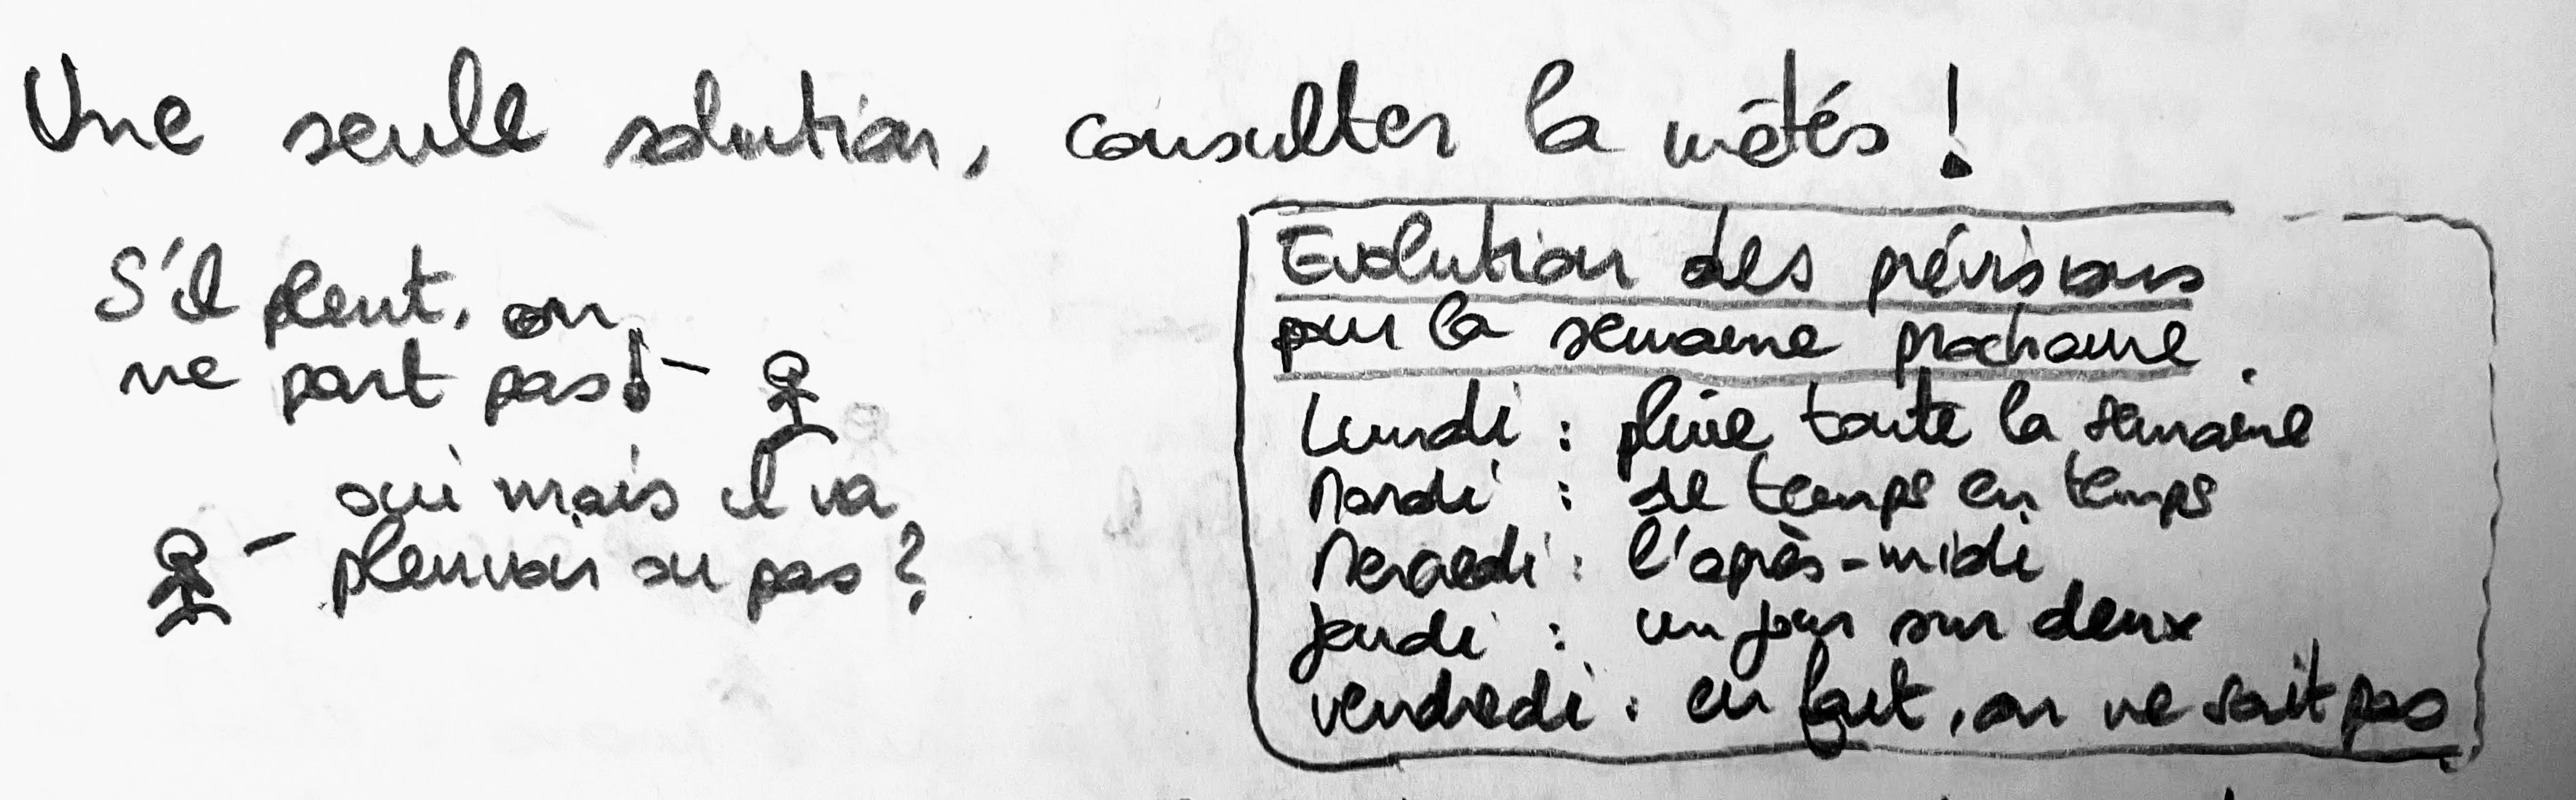 Une seule solution, consulter la météo !
S'il pleut, on
ne part pas !
oui mais il va
pleuvoir ou pas ?
Evolution des prévisions
pour la semaine prochaine.
Lundi : pluie toute la semaine
Mardi : de temps en temps
Mercredi : l'après-midi
jeudi : un jour sur deux
vendredi : en fait, on ne sait pas